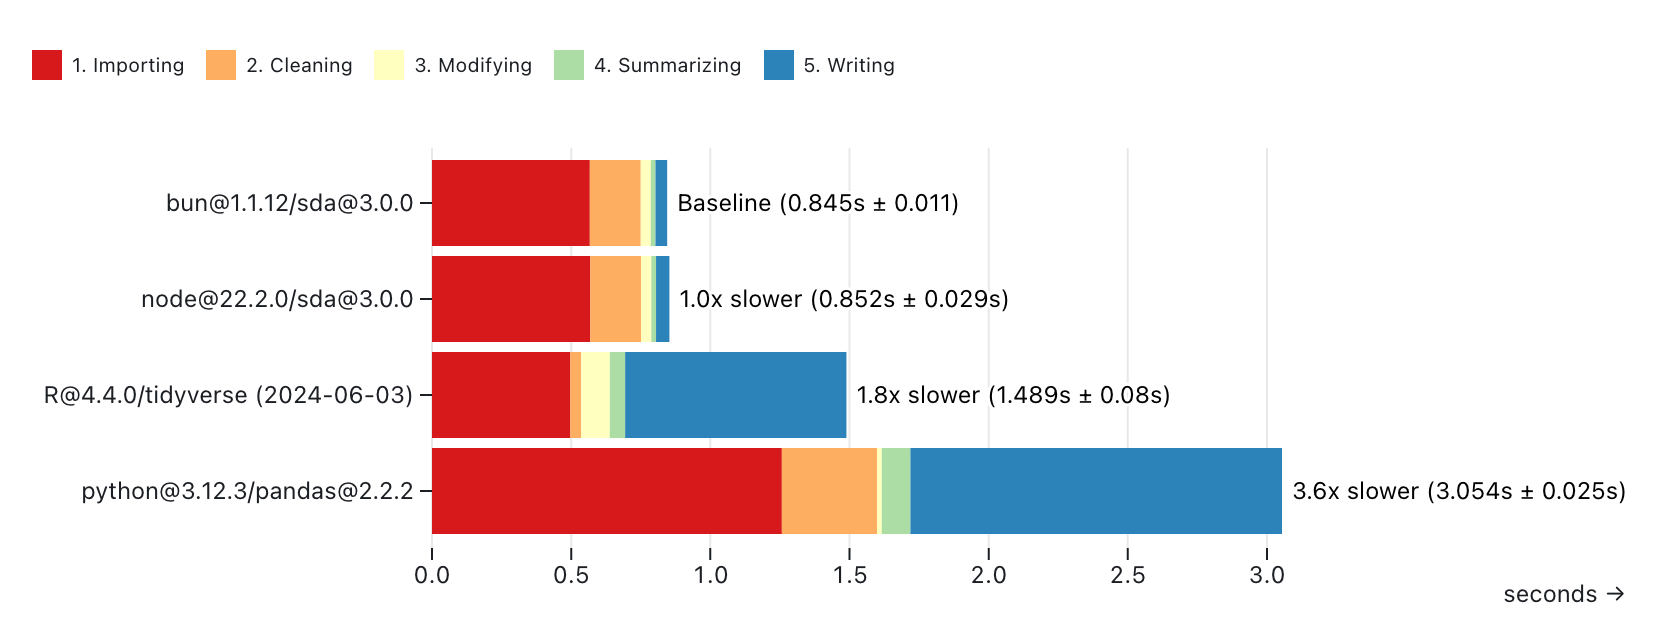 1. Importing 2. Cleaning 3. Modifying 4. Summarizing 5. Writing
bun@1.1.12/sda@3.0.0 Baseline (0.845s ± 0.011)
node@22.2.0/sda@3.0.0 1.0x slower (0.852s ± 0.029s)
R@4.4.0/tidyverse (2024-06-03) 1.8x slower (1.489s ± 0.08s)
python@3.12.3/pandas@2.2.2 3.6x slower (3.054s ± 0.025s)
0.0 0.5 1.0 1.5 2.0 2.5 3.0
seconds →